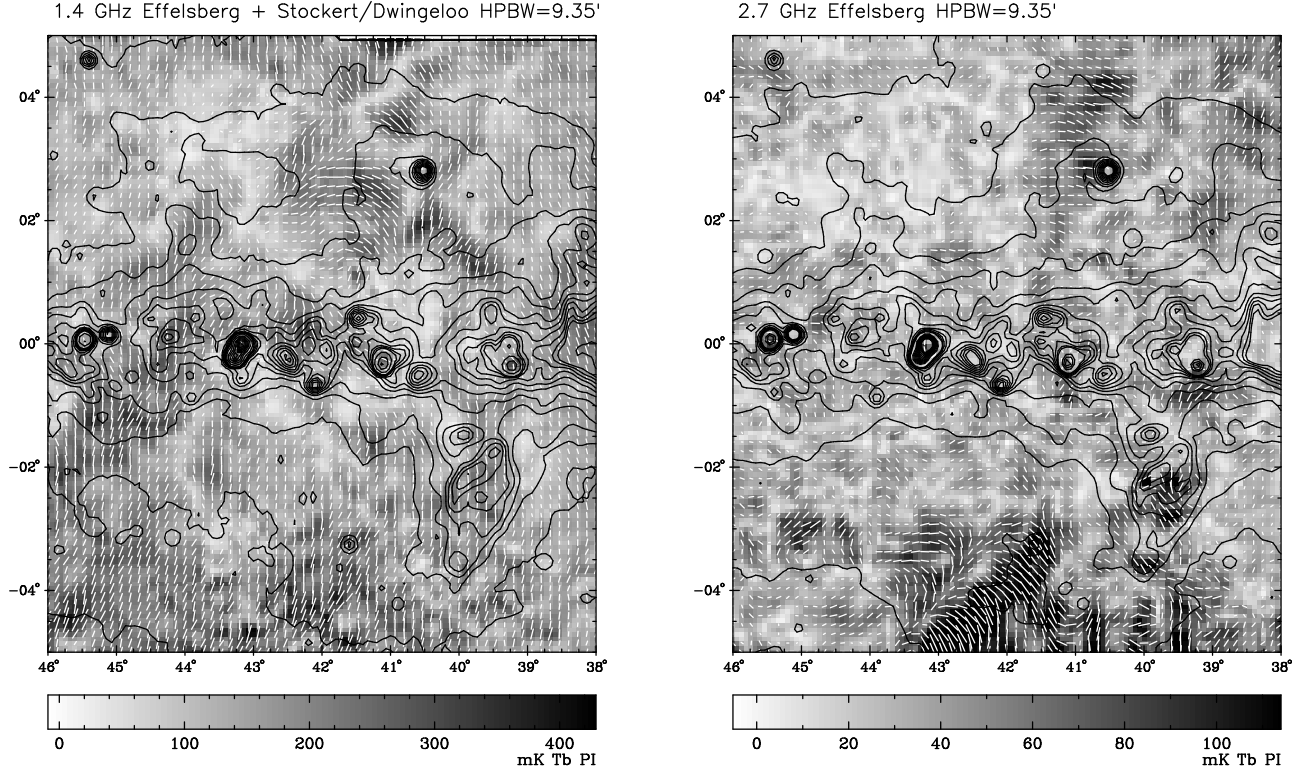 1.4 GHz Effelsberg + Stockert/Dwingeloo HPBW=9.35'
2.7 GHz Effelsberg HPBW=9.35'
04°
02°
00°
−02°
−04°
46° 45° 44° 43° 42° 41° 40° 39° 38°
04°
02°
00°
−02°
−04°
46° 45° 44° 43° 42° 41° 40° 39° 38°
0 100 200 300 400
mK Tb PI
0 20 40 60 80 100
mK Tb PI